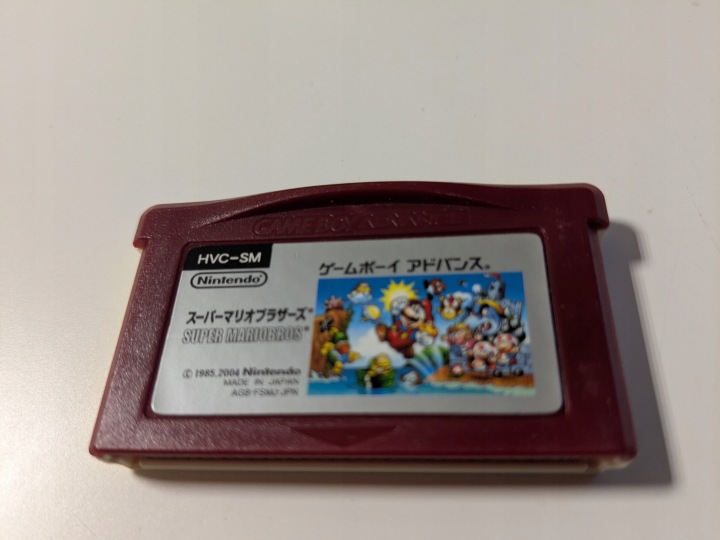 GAME BOY ADVANCE
HVC-SM
Nintendo
ゲームボーイ アドバンス®
スーパーマリオブラザーズ®
SUPER MARIOBROS
© 1985, 2004 Nintendo
MADE IN JAPAN
AGB-FSMJ-JPN